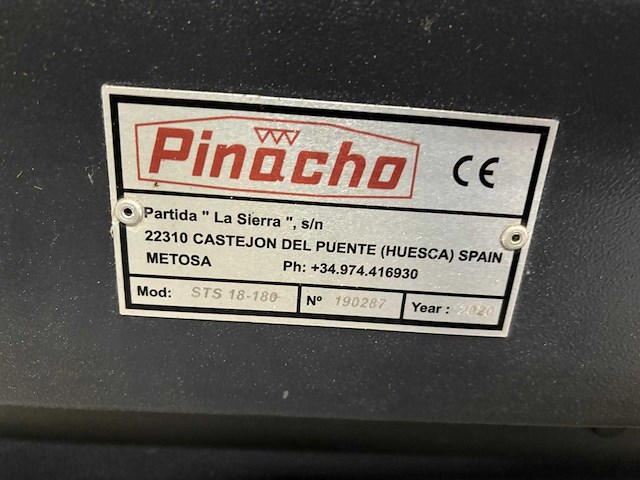 Pinacho
CE
Partida " La Sierra ", s/n
22310 CASTEJON DEL PUENTE (HUESCA) SPAIN
METOSA Ph: +34.974.416930
Mod: STS 18-180 Nº 190287 Year : 2020